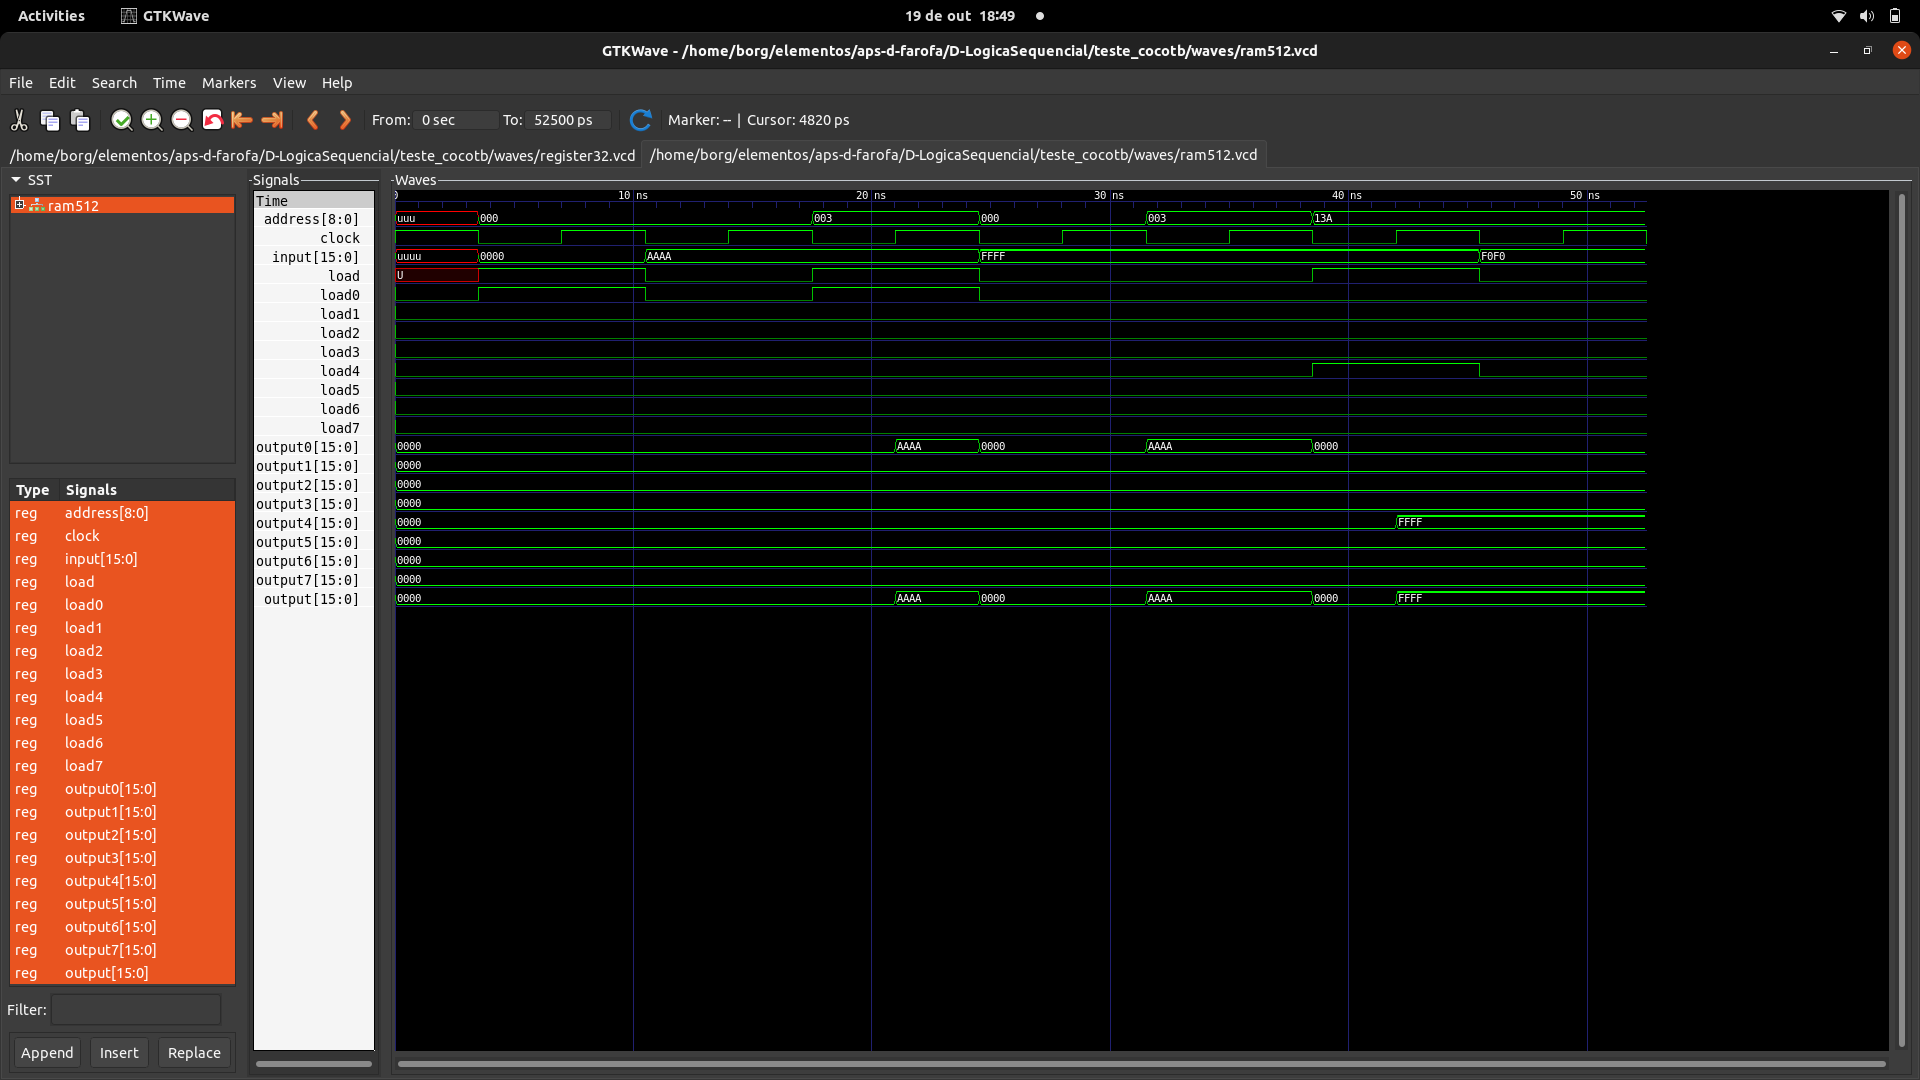 Activities GTKWave 19 de out 18:49
GTKWave - /home/borg/elementos/aps-d-farofa/D-LogicaSequencial/teste_cocotb/waves/ram512.vcd
File Edit Search Time Markers View Help
From: 0 sec To: 52500 ps Marker: -- | Cursor: 4820 ps
/home/borg/elementos/aps-d-farofa/D-LogicaSequencial/teste_cocotb/waves/register32.vcd /home/borg/elementos/aps-d-farofa/D-LogicaSequencial/teste_cocotb/waves/ram512.vcd
SST
ram512
Type Signals
reg address[8:0]
reg clock
reg input[15:0]
reg load
reg load0
reg load1
reg load2
reg load3
reg load4
reg load5
reg load6
reg load7
reg output0[15:0]
reg output1[15:0]
reg output2[15:0]
reg output3[15:0]
reg output4[15:0]
reg output5[15:0]
reg output6[15:0]
reg output7[15:0]
reg output[15:0]
Filter:
Append Insert Replace
Signals Waves
Time 0 10 ns 20 ns 30 ns 40 ns 50 ns
address[8:0] uuu 000 003 000 003 13A
clock
input[15:0] uuuu 0000 AAAA FFFF F0F0
load U
load0
load1
load2
load3
load4
load5
load6
load7
output0[15:0] 0000 AAAA 0000 AAAA 0000
output1[15:0] 0000
output2[15:0] 0000
output3[15:0] 0000
output4[15:0] 0000 FFFF
output5[15:0] 0000
output6[15:0] 0000
output7[15:0] 0000
output[15:0] 0000 AAAA 0000 AAAA 0000 FFFF